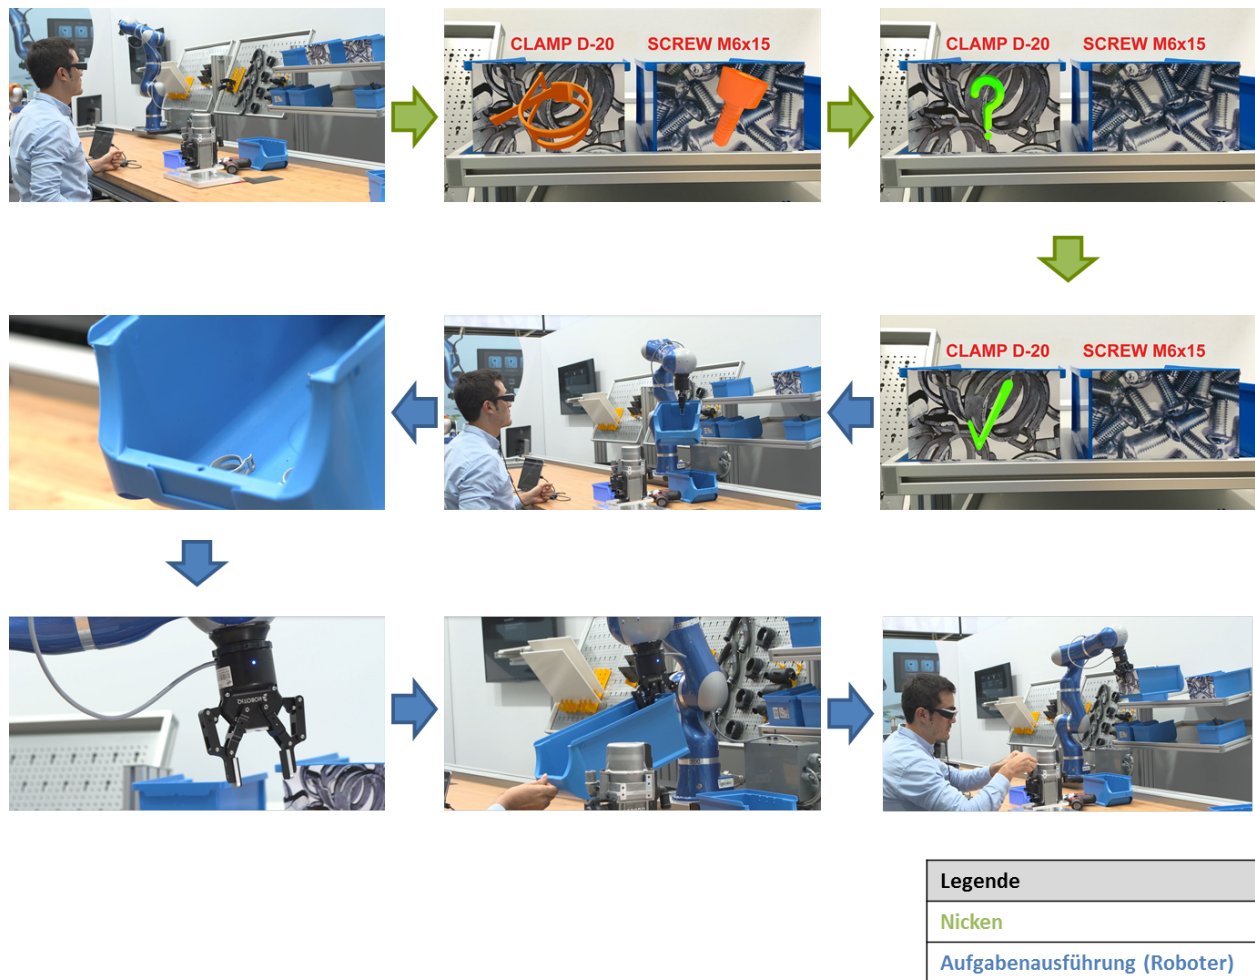 CLAMP D-20 SCREW M6x15
CLAMP D-20 SCREW M6x15
CLAMP D-20 SCREW M6x15
ROBOTIQ
Legende
Nicken
Aufgabenausführung (Roboter)